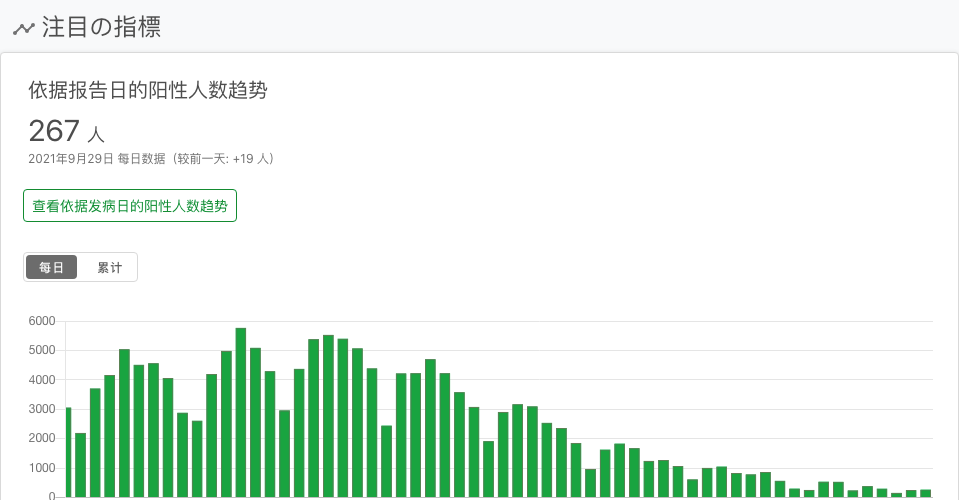 注目の指標
依据报告日的阳性人数趋势
267 人
2021年9月29日 每日数据（较前一天: +19 人）
查看依据发病日的阳性人数趋势
每日 累计
6000
5000
4000
3000
2000
1000
0